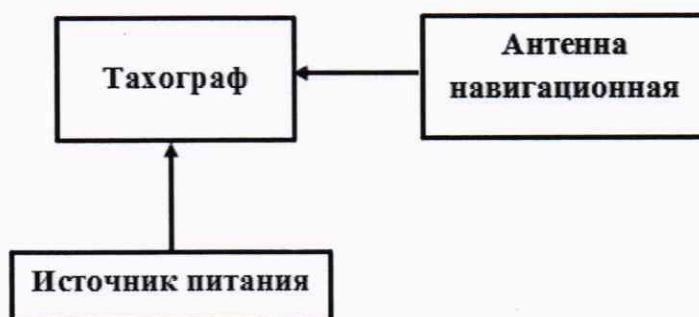 Тахограф
Антенна
навигационная
Источник питания